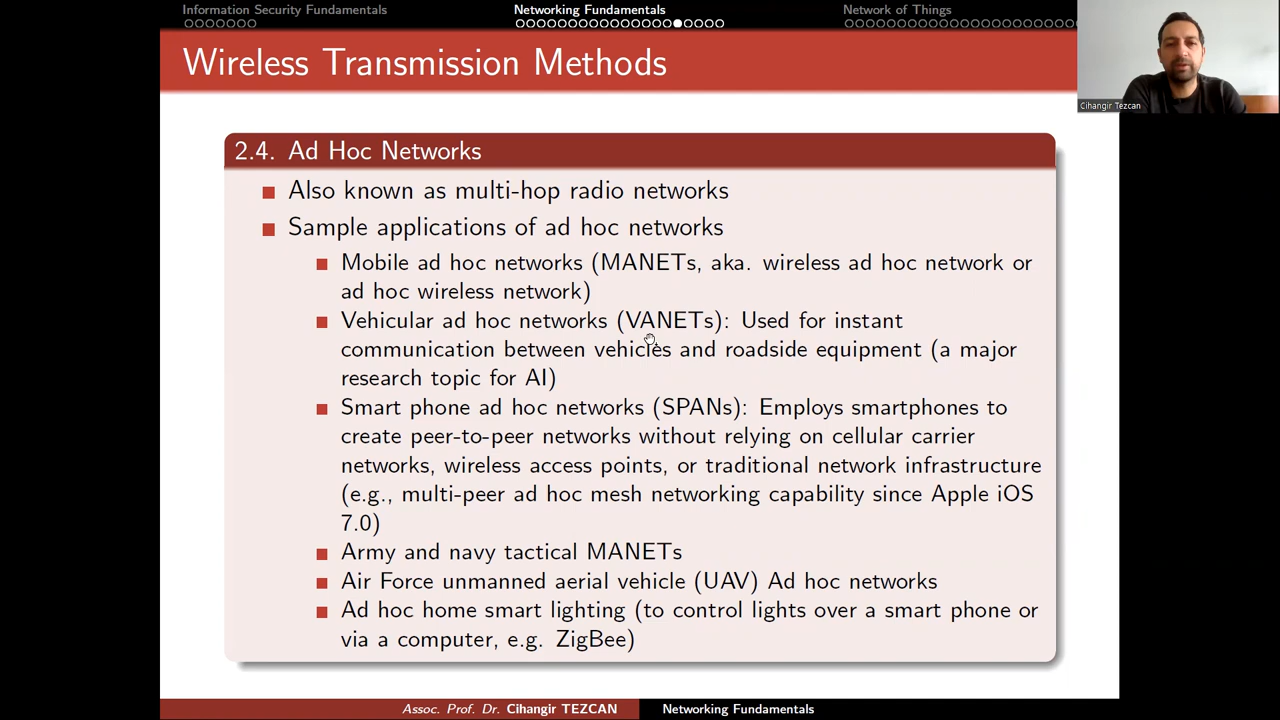 Information Security Fundamentals
Networking Fundamentals
Network of Things
Wireless Transmission Methods
Cihangir Tezcan
2.4. Ad Hoc Networks
Also known as multi-hop radio networks
Sample applications of ad hoc networks
Mobile ad hoc networks (MANETs, aka. wireless ad hoc network or
ad hoc wireless network)
Vehicular ad hoc networks (VANETs): Used for instant
communication between vehicles and roadside equipment (a major
research topic for AI)
Smart phone ad hoc networks (SPANs): Employs smartphones to
create peer-to-peer networks without relying on cellular carrier
networks, wireless access points, or traditional network infrastructure
(e.g., multi-peer ad hoc mesh networking capability since Apple iOS
7.0)
Army and navy tactical MANETs
Air Force unmanned aerial vehicle (UAV) Ad hoc networks
Ad hoc home smart lighting (to control lights over a smart phone or
via a computer, e.g. ZigBee)
Assoc. Prof. Dr. Cihangir TEZCAN
Networking Fundamentals